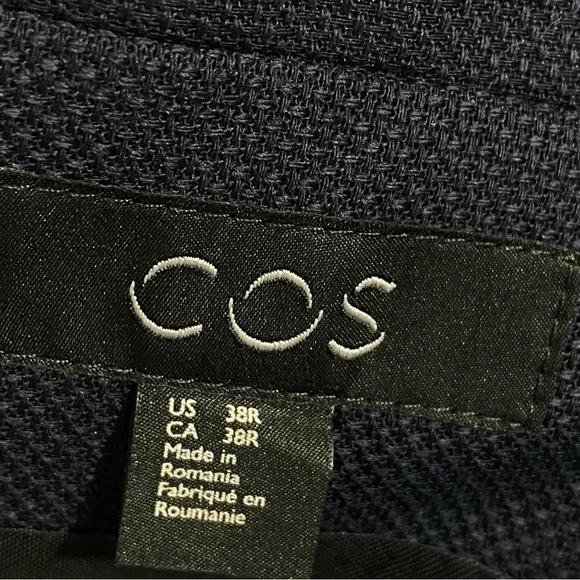 COS
US 38R
CA 38R
Made in
Romania
Fabriqué en
Roumanie